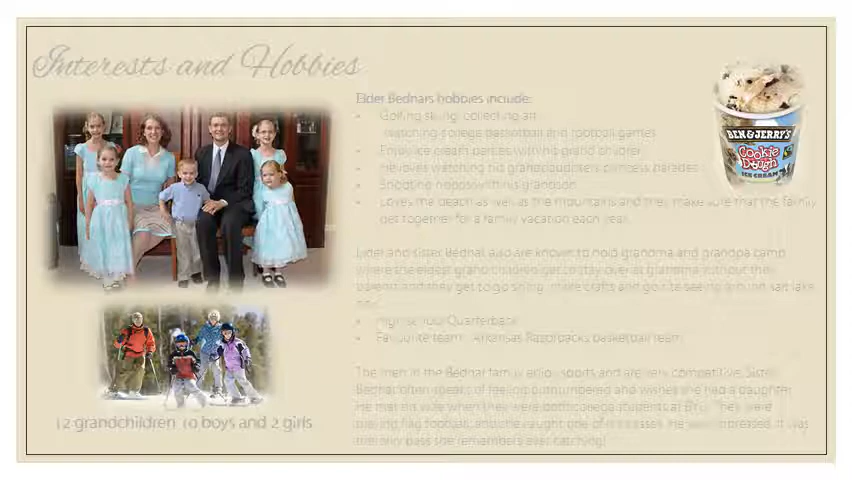 Interests and Hobbies
Elder Bednars hobbies include:
Golfing skiing, collecting art
watching college basketball and football games
Enjoys ice cream parties with his grand children
He loves watching his granddaughters princess parades
Shooting hoops with his grandson
Loves the beach as well as the mountains and they make sure that the family
get together for a family vacation each year.
Elder and Sister Bednar also are known to hold grandma and grandpa camp
where the eldest grand children get to stay over at grandma without their
parents and they get to go skiing, make crafts and go site seeing around salt lake
High school Quarterback
Favourite team Arkansas Razorbacks basketball team
The men in the Bednar family enjoy sports and are very competitive. Sister
Bednar often speaks of feeling outnumbered and wishes she had a daughter.
He met his wife when they were both college students at BYU. They were
playing flag football, and she caught one of his passes. He was impressed. It was
the only pass she remembers ever catching!
BEN & JERRY'S
Cookie
Dough
ICE CREAM
12 grandchildren 10 boys and 2 girls